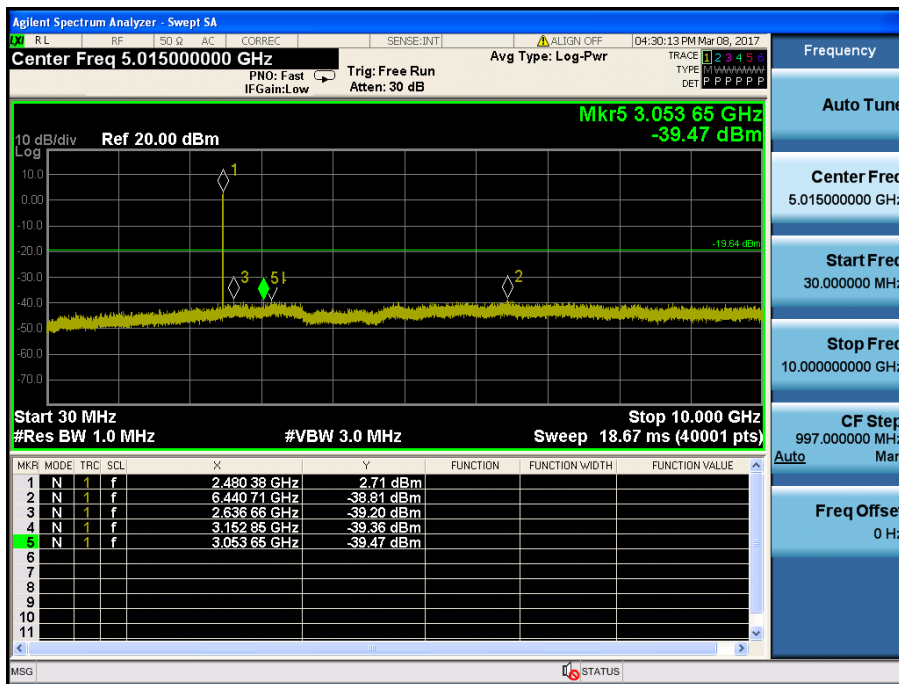 Agilent Spectrum Analyzer - Swept SA
LXI RL RF 50 Ω AC CORREC SENSE:INT ALIGN OFF 04:30:13 PM Mar 08, 2017
Center Freq 5.015000000 GHz
PNO: Fast
IFGain:Low
Trig: Free Run
Atten: 30 dB
Avg Type: Log-Pwr
TRACE 1 2 3 4 5 6
TYPE M W W W W W
DET P P P P P P
Mkr5 3.053 65 GHz
-39.47 dBm
10 dB/div Ref 20.00 dBm
Log
10.0
0.00
-10.0
-20.0
-30.0
-40.0
-50.0
-60.0
-70.0
1
3
5
2
-19.64 dBm
Start 30 MHz Stop 10.000 GHz
#Res BW 1.0 MHz #VBW 3.0 MHz Sweep 18.67 ms (40001 pts)
MKR MODE TRC SCL X Y FUNCTION FUNCTION WIDTH FUNCTION VALUE
1 N 1 f 2.480 38 GHz 2.71 dBm
2 N 1 f 6.440 71 GHz -38.81 dBm
3 N 1 f 2.636 66 GHz -39.20 dBm
4 N 1 f 3.152 85 GHz -39.36 dBm
5 N 1 f 3.053 65 GHz -39.47 dBm
6
7
8
9
10
11
MSG STATUS
Frequency
Auto Tune
Center Freq
5.015000000 GHz
Start Freq
30.000000 MHz
Stop Freq
10.000000000 GHz
CF Step
997.000000 MHz
Auto Man
Freq Offset
0 Hz